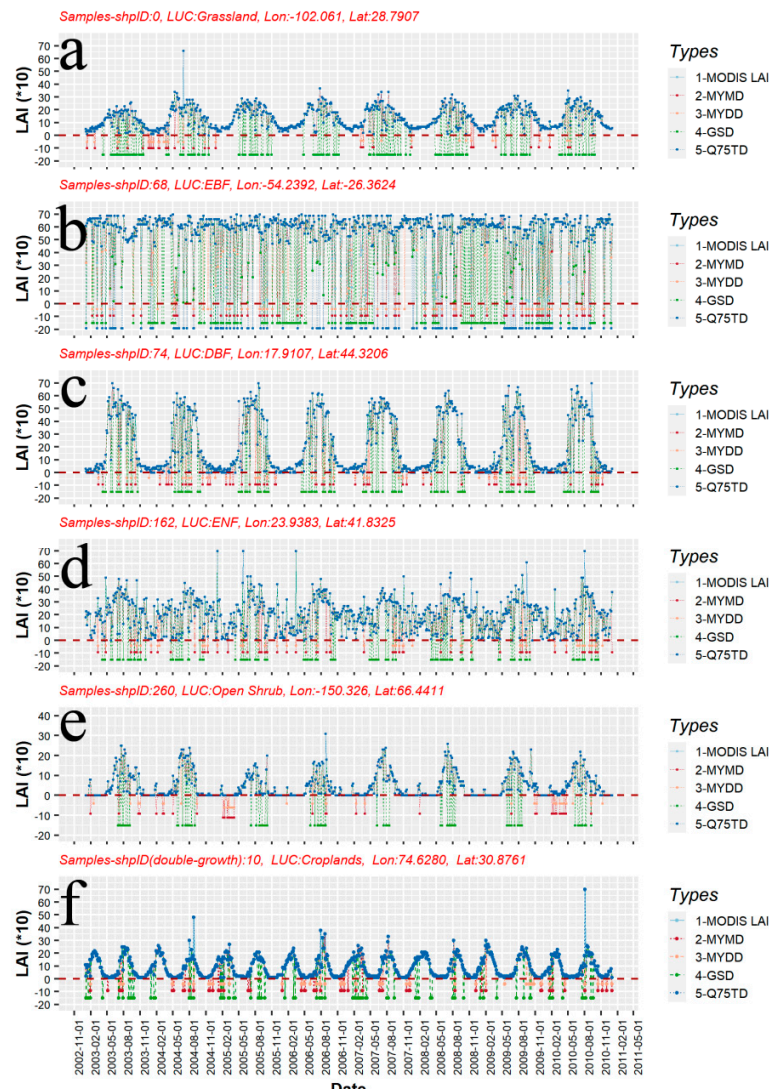 Samples-shpID:0, LUC:Grassland, Lon:-102.061, Lat:28.7907
a
LAI (*10)
70
60
50
40
30
20
10
0
-10
-20
Types
1-MODIS LAI
2-MYMD
3-MYDD
4-GSD
5-Q75TD
Samples-shpID:68, LUC:EBF, Lon:-54.2392, Lat:-26.3624
b
LAI (*10)
70
60
50
40
30
20
10
0
-10
-20
Types
1-MODIS LAI
2-MYMD
3-MYDD
4-GSD
5-Q75TD
Samples-shpID:74, LUC:DBF, Lon:17.9107, Lat:44.3206
c
LAI (*10)
70
60
50
40
30
20
10
0
-10
-20
Types
1-MODIS LAI
2-MYMD
3-MYDD
4-GSD
5-Q75TD
Samples-shpID:162, LUC:ENF, Lon:23.9383, Lat:41.8325
d
LAI (*10)
70
60
50
40
30
20
10
0
-10
-20
Types
1-MODIS LAI
2-MYMD
3-MYDD
4-GSD
5-Q75TD
Samples-shpID:260, LUC:Open Shrub, Lon:-150.326, Lat:66.4411
e
LAI (*10)
40
30
20
10
0
-10
-20
Types
1-MODIS LAI
2-MYMD
3-MYDD
4-GSD
5-Q75TD
Samples-shpID(double-growth):10, LUC:Croplands, Lon:74.6280, Lat:30.8761
f
LAI (*10)
70
60
50
40
30
20
10
0
-10
-20
Types
1-MODIS LAI
2-MYMD
3-MYDD
4-GSD
5-Q75TD
2002-11-01
2003-02-01
2003-05-01
2003-08-01
2003-11-01
2004-02-01
2004-05-01
2004-08-01
2004-11-01
2005-02-01
2005-05-01
2005-08-01
2005-11-01
2006-02-01
2006-05-01
2006-08-01
2006-11-01
2007-02-01
2007-05-01
2007-08-01
2007-11-01
2008-02-01
2008-05-01
2008-08-01
2008-11-01
2009-02-01
2009-05-01
2009-08-01
2009-11-01
2010-02-01
2010-05-01
2010-08-01
2010-11-01
2011-02-01
2011-05-01
Date